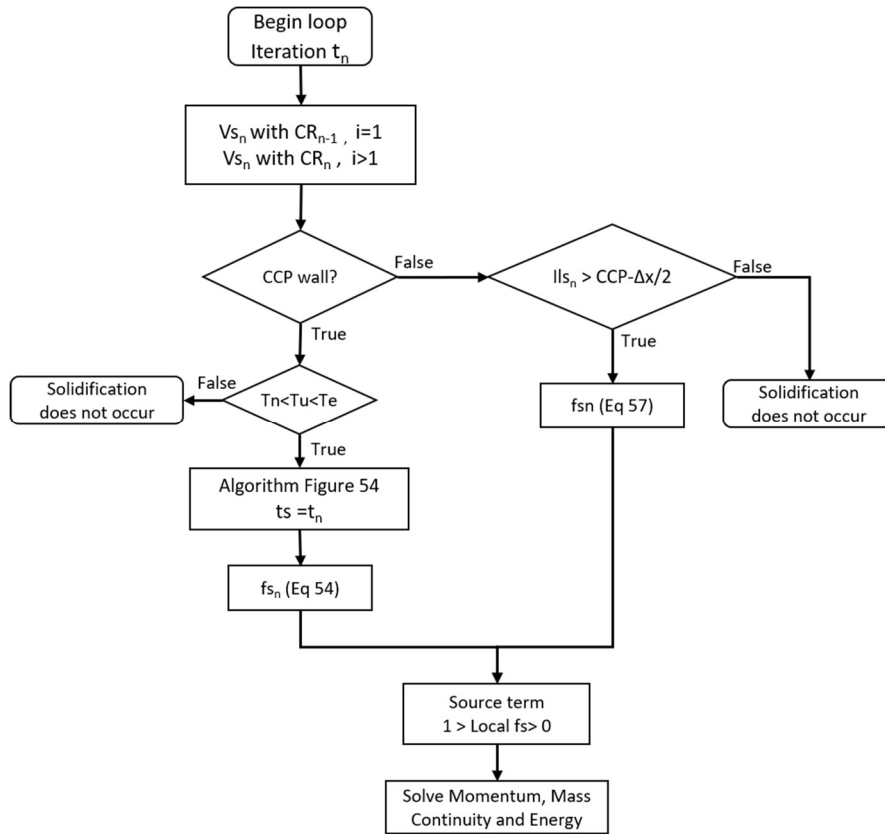 Begin loop
Iteration tₙ
Vsₙ with CRₙ₋₁ , i=1
Vsₙ with CRₙ , i>1
CCP wall?
False
Ilsₙ > CCP-Δx/2
False
True
True
Solidification
does not occur
False
Tn<Tu<Te
fsn (Eq 57)
Solidification
does not occur
True
Algorithm Figure 54
ts =tₙ
fsₙ (Eq 54)
Source term
1 > Local fs> 0
Solve Momentum, Mass
Continuity and Energy